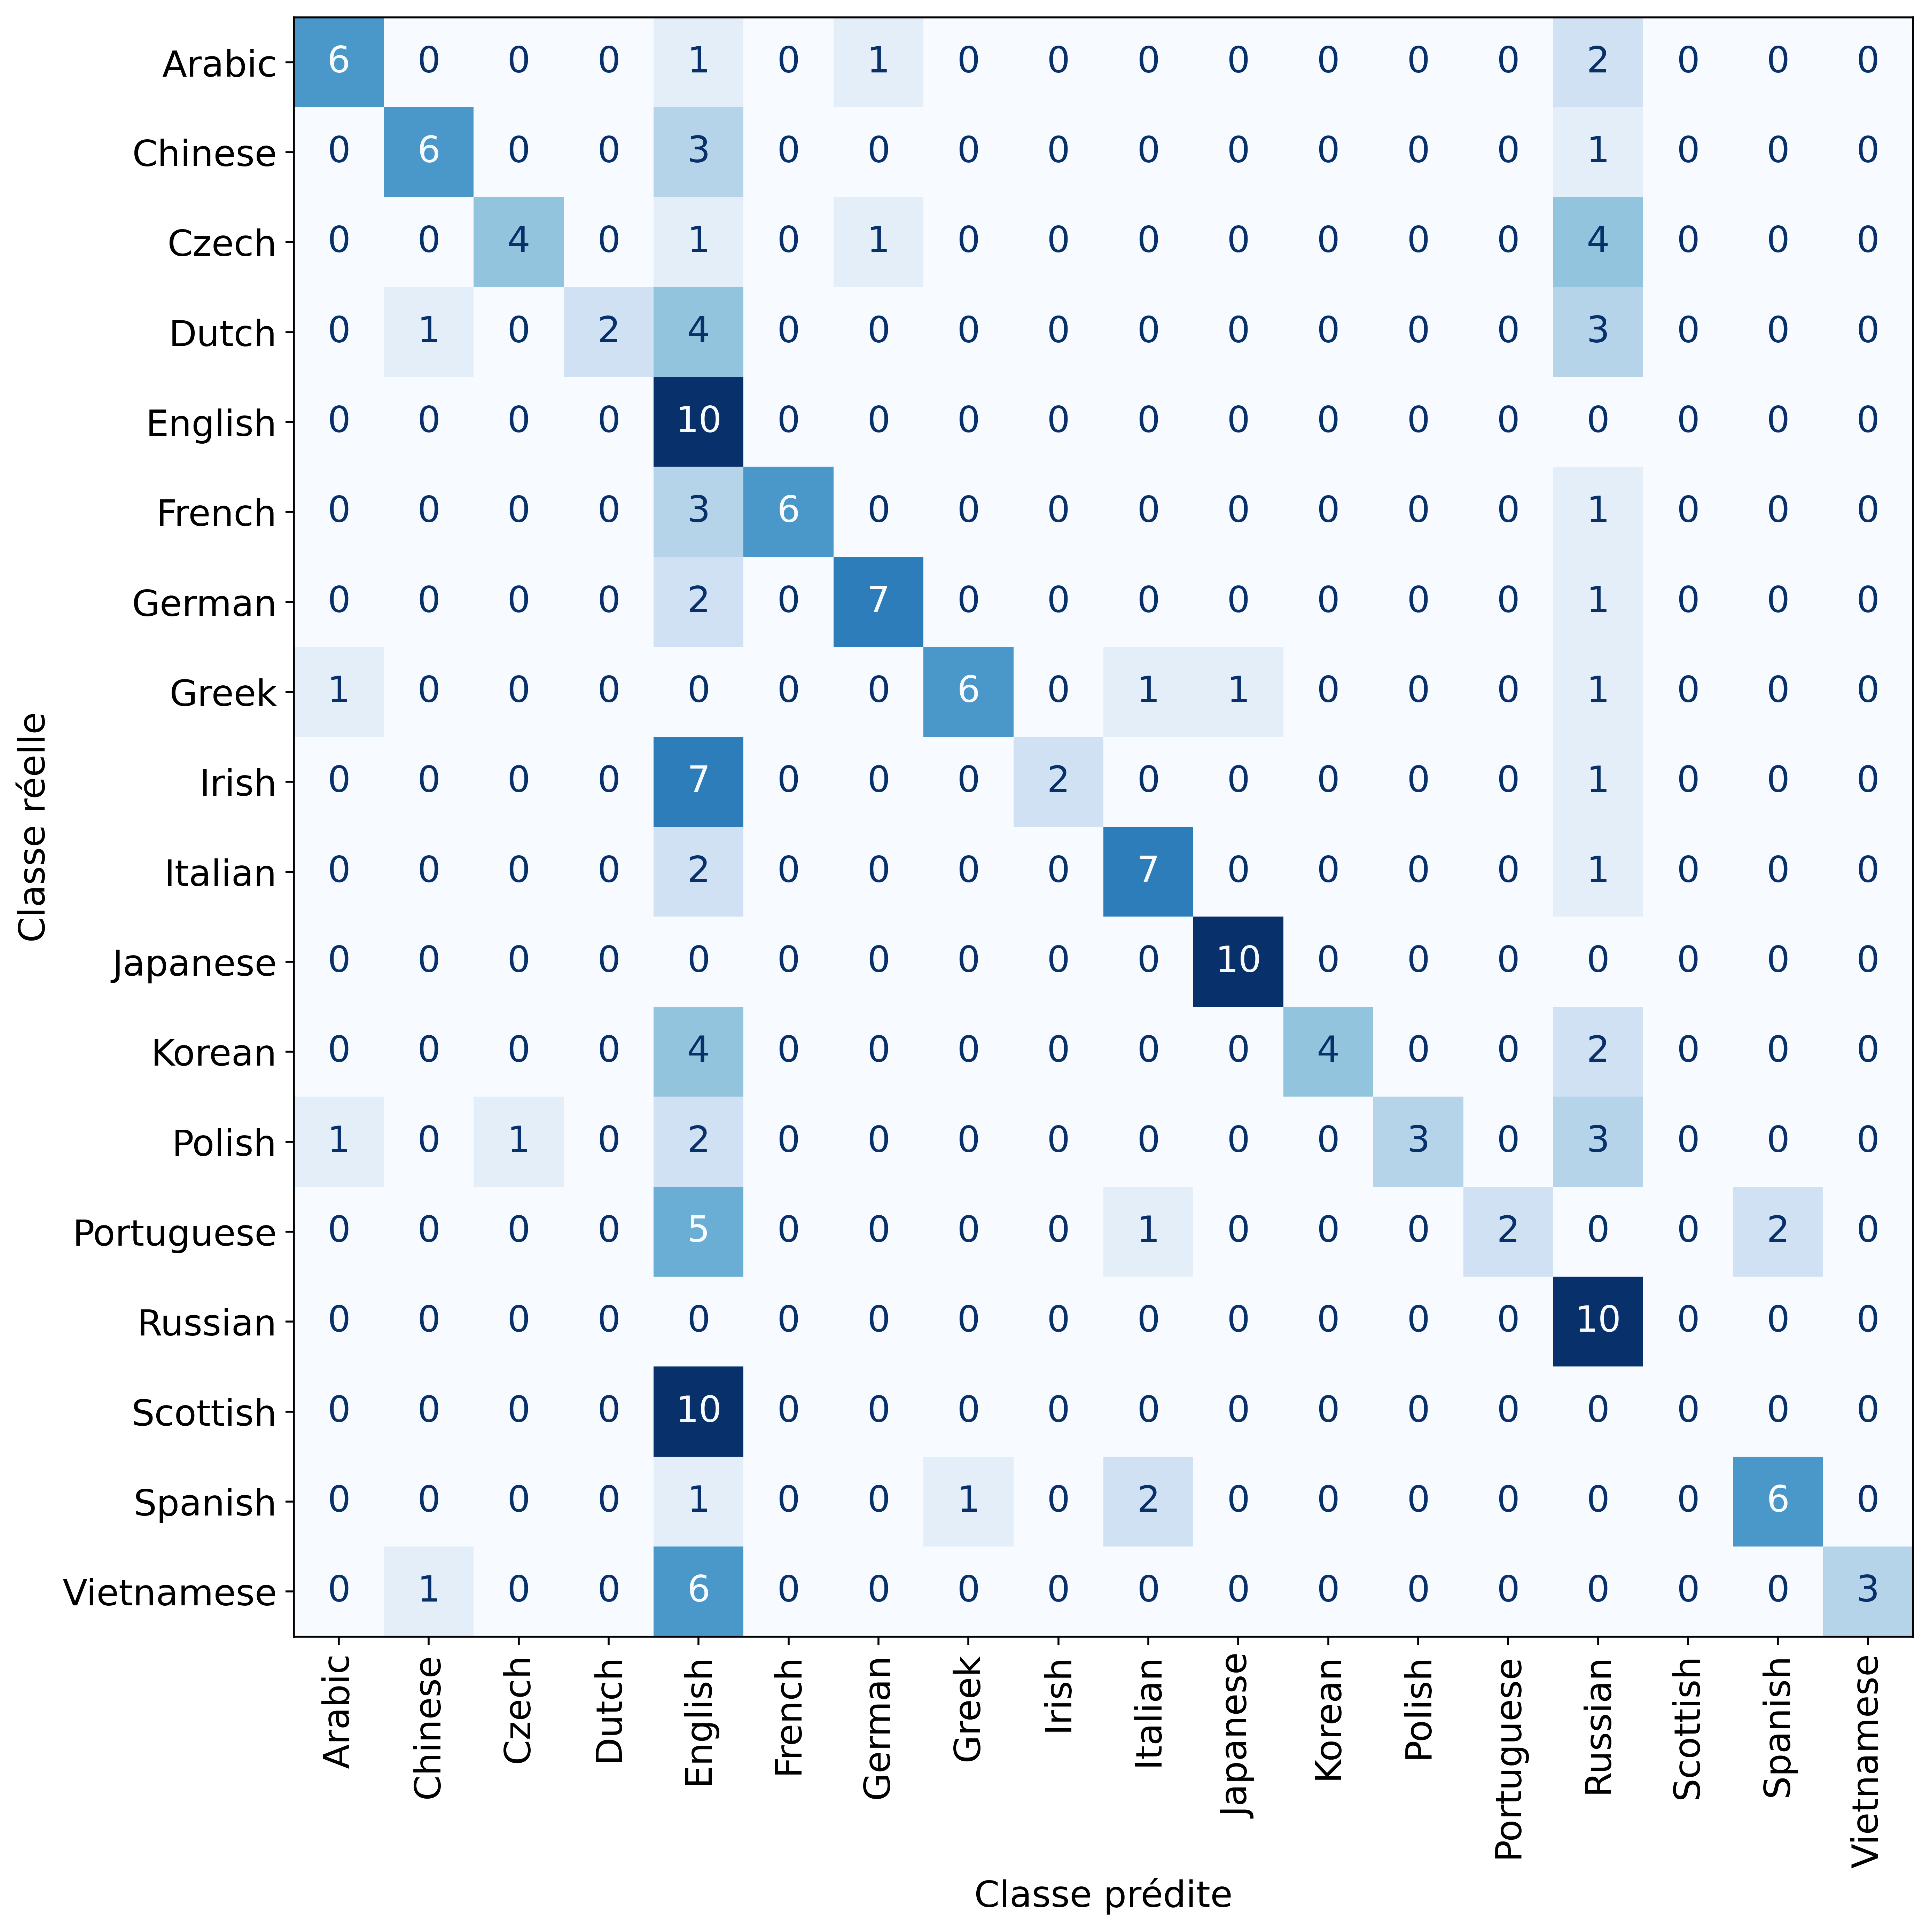 Arabic 6 0 0 0 1 0 1 0 0 0 0 0 0 0 2 0 0 0
Chinese 0 6 0 0 3 0 0 0 0 0 0 0 0 0 1 0 0 0
Czech 0 0 4 0 1 0 1 0 0 0 0 0 0 0 4 0 0 0
Dutch 0 1 0 2 4 0 0 0 0 0 0 0 0 0 3 0 0 0
English 0 0 0 0 10 0 0 0 0 0 0 0 0 0 0 0 0 0
French 0 0 0 0 3 6 0 0 0 0 0 0 0 0 1 0 0 0
German 0 0 0 0 2 0 7 0 0 0 0 0 0 0 1 0 0 0
Greek 1 0 0 0 0 0 0 6 0 1 1 0 0 0 1 0 0 0
Irish 0 0 0 0 7 0 0 0 2 0 0 0 0 0 1 0 0 0
Italian 0 0 0 0 2 0 0 0 0 7 0 0 0 0 1 0 0 0
Japanese 0 0 0 0 0 0 0 0 0 0 10 0 0 0 0 0 0 0
Korean 0 0 0 0 4 0 0 0 0 0 0 4 0 0 2 0 0 0
Polish 1 0 1 0 2 0 0 0 0 0 0 0 3 0 3 0 0 0
Portuguese 0 0 0 0 5 0 0 0 0 1 0 0 0 2 0 0 2 0
Russian 0 0 0 0 0 0 0 0 0 0 0 0 0 0 10 0 0 0
Scottish 0 0 0 0 10 0 0 0 0 0 0 0 0 0 0 0 0 0
Spanish 0 0 0 0 1 0 0 1 0 2 0 0 0 0 0 0 6 0
Vietnamese 0 1 0 0 6 0 0 0 0 0 0 0 0 0 0 0 0 3
Classe réelle
Arabic
Chinese
Czech
Dutch
English
French
German
Greek
Irish
Italian
Japanese
Korean
Polish
Portuguese
Russian
Scottish
Spanish
Vietnamese
Classe prédite